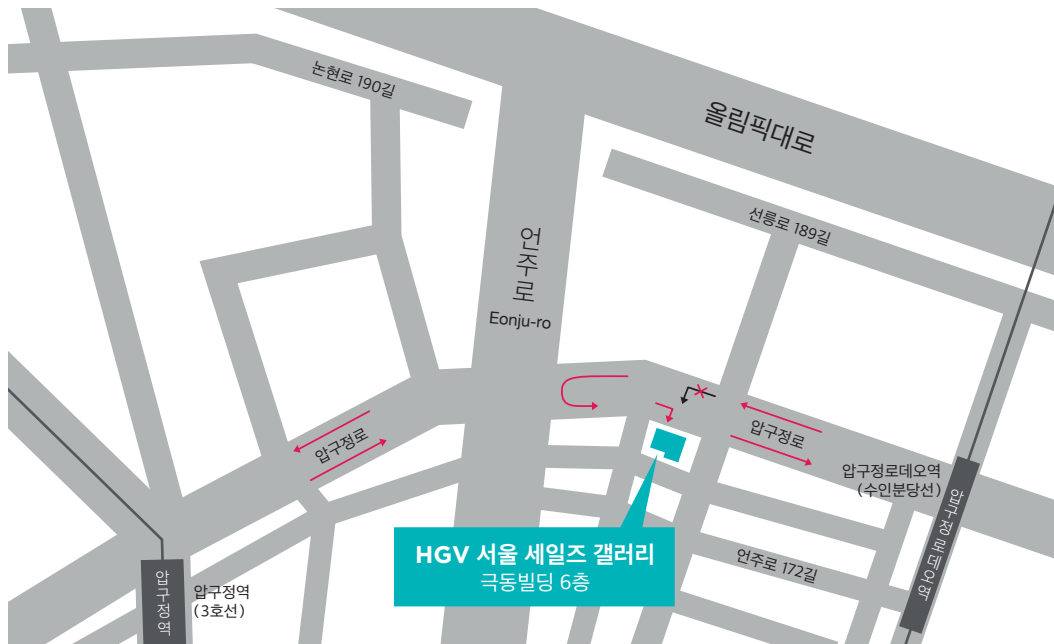 논현로 190길
올림픽대로
선릉로 189길
언주로
Eonju-ro
압구정로
압구정로
압구정로데오역
(수인분당선)
압구정로데오역
HGV 서울 세일즈 갤러리
극동빌딩 6층
언주로 172길
압구정역
압구정역
(3호선)